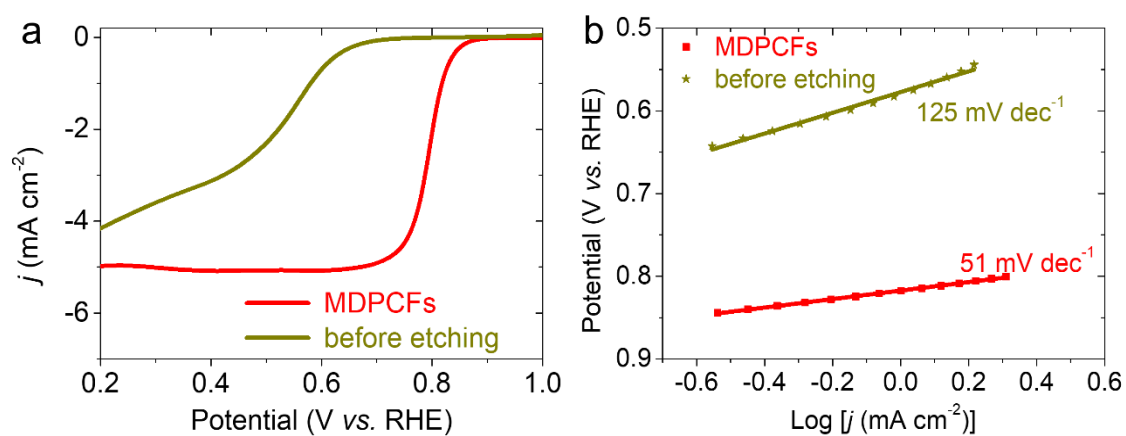 a
0
-2
-4
-6
j (mA cm⁻²)
MDPCFs
before etching
0.2 0.4 0.6 0.8 1.0
Potential (V vs. RHE)
b
0.5
0.6
0.7
0.8
0.9
Potential (V vs. RHE)
MDPCFs
before etching
125 mV dec⁻¹
51 mV dec⁻¹
-0.6 -0.4 -0.2 0.0 0.2 0.4 0.6
Log [j (mA cm⁻²)]